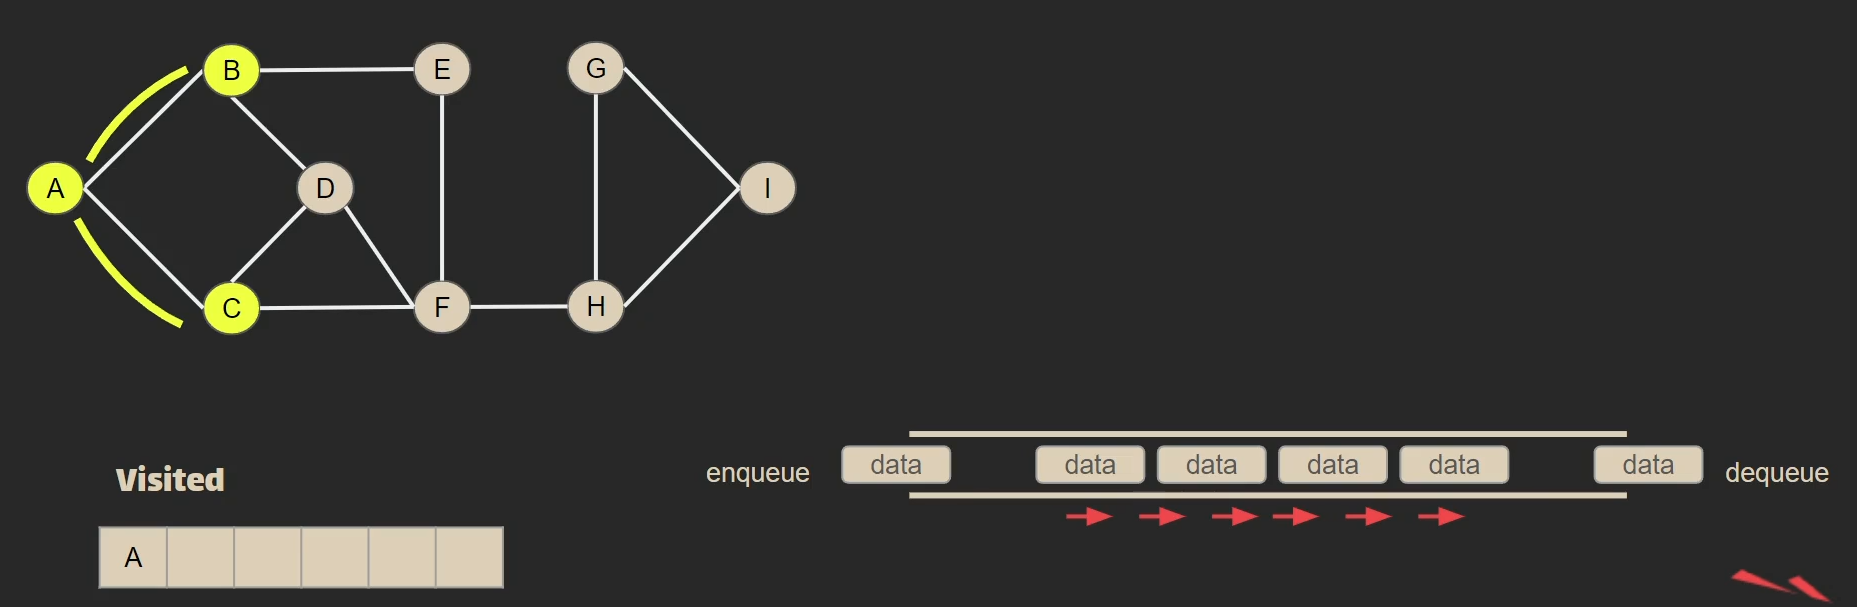 B
E
G
A
D
I
C
F
H
Visited
A
enqueue
data
data
data
data
data
data
dequeue